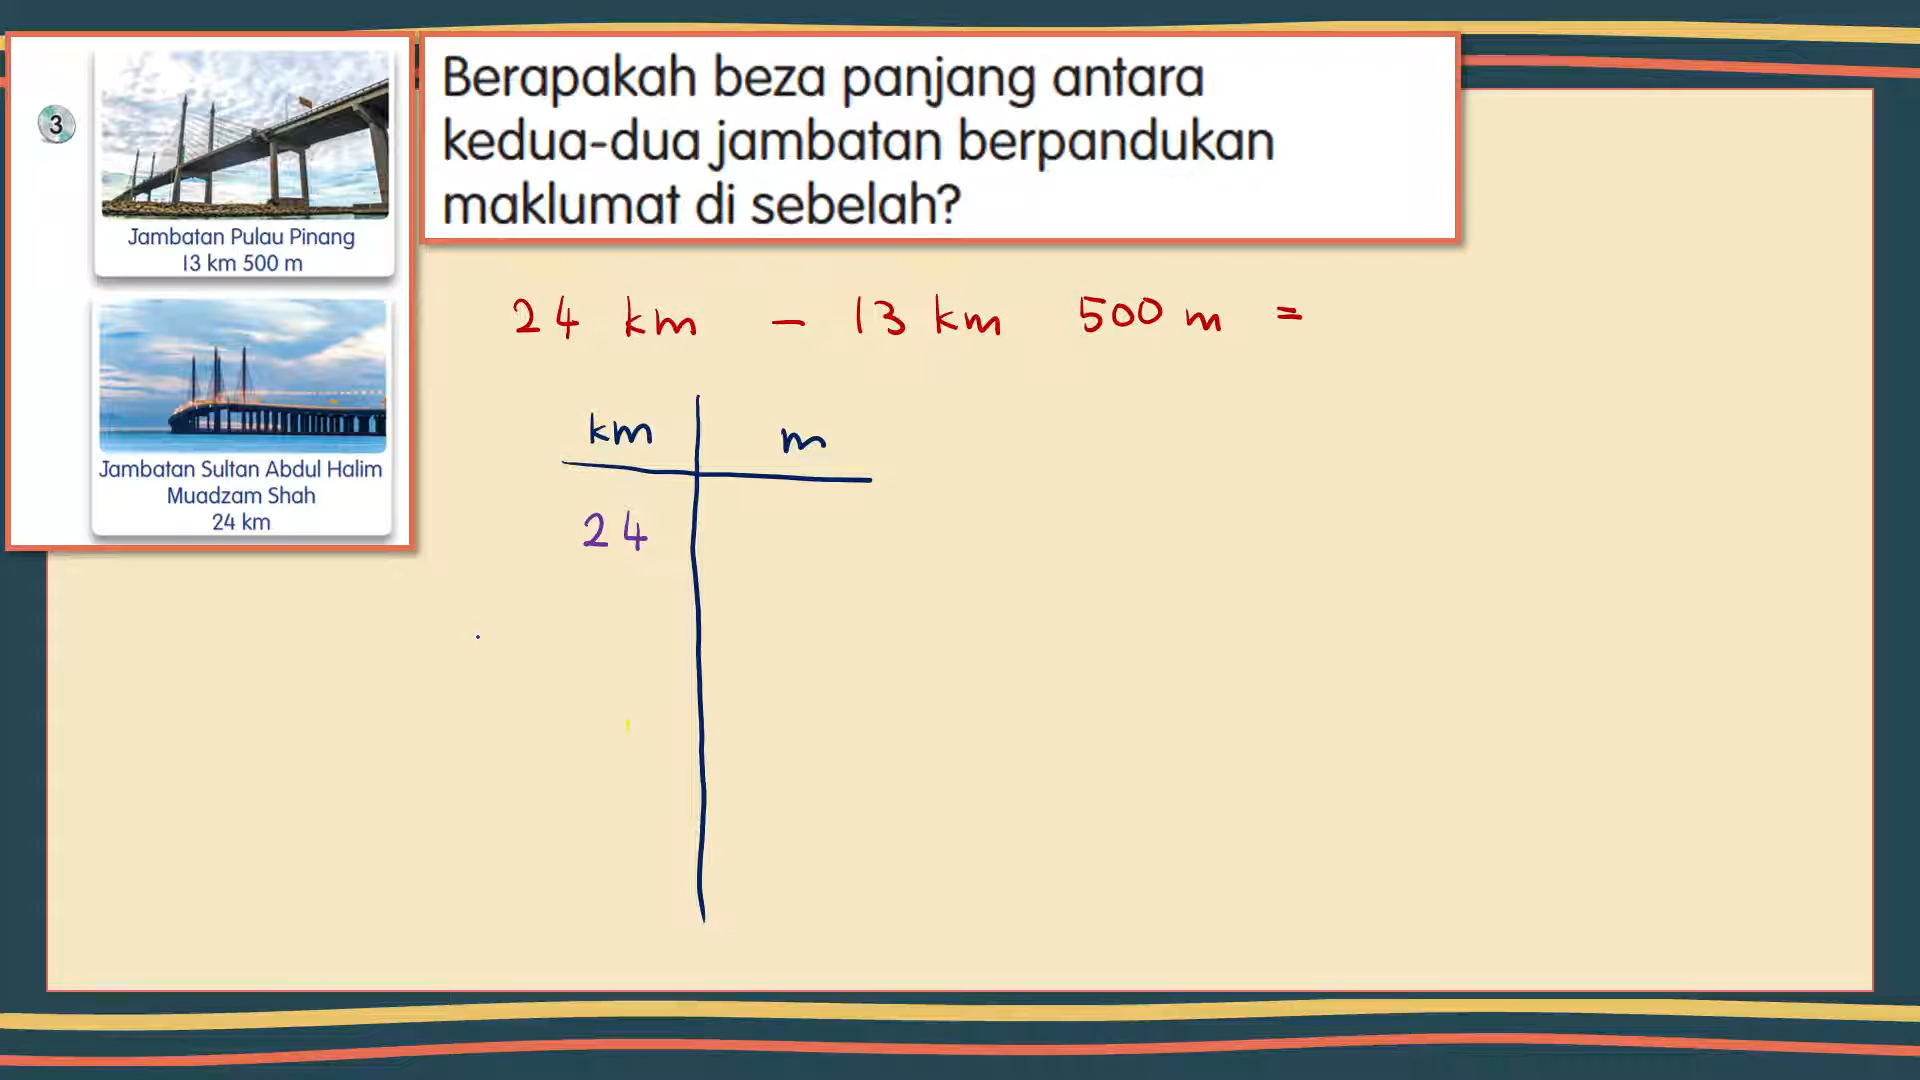 3
Jambatan Pulau Pinang
13 km 500 m
Jambatan Sultan Abdul Halim
Muadzam Shah
24 km
Berapakah beza panjang antara
kedua-dua jambatan berpandukan
maklumat di sebelah?
24 km - 13 km 500 m =
km m
24